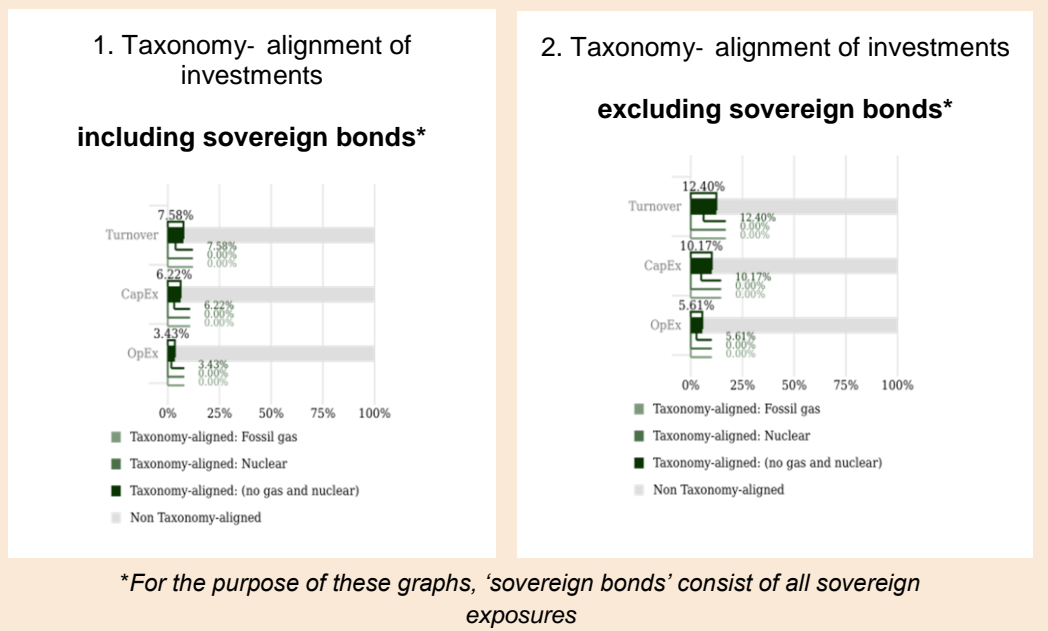 1. Taxonomy- alignment of
investments
including sovereign bonds*
7.58%
Turnover
7.58%
0.00%
0.00%
6.22%
CapEx
6.22%
0.00%
0.00%
3.43%
OpEx
3.43%
0.00%
0.00%
0% 25% 50% 75% 100%
Taxonomy-aligned: Fossil gas
Taxonomy-aligned: Nuclear
Taxonomy-aligned: (no gas and nuclear)
Non Taxonomy-aligned
2. Taxonomy- alignment of investments
excluding sovereign bonds*
12.40%
Turnover
12.40%
0.00%
0.00%
10.17%
CapEx
10.17%
0.00%
0.00%
5.61%
OpEx
5.61%
0.00%
0.00%
0% 25% 50% 75% 100%
Taxonomy-aligned: Fossil gas
Taxonomy-aligned: Nuclear
Taxonomy-aligned: (no gas and nuclear)
Non Taxonomy-aligned
*For the purpose of these graphs, ‘sovereign bonds’ consist of all sovereign
exposures